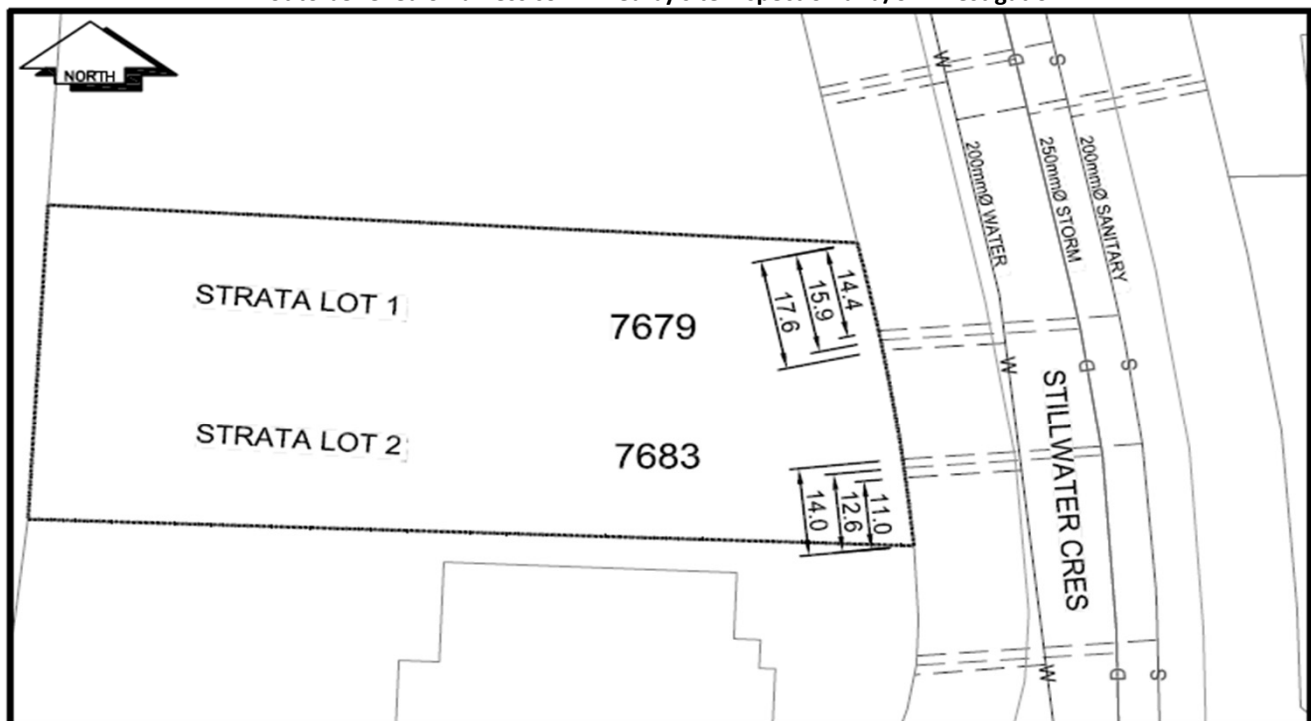 NORTH
W
D
S
200mmØ WATER
250mmØ STORM
200mmØ SANITARY
STRATA LOT 1
7679
14.4
15.9
17.6
W
D
S
STILLWATER CRES
STRATA LOT 2
7683
11.0
12.6
14.0
W
D
S